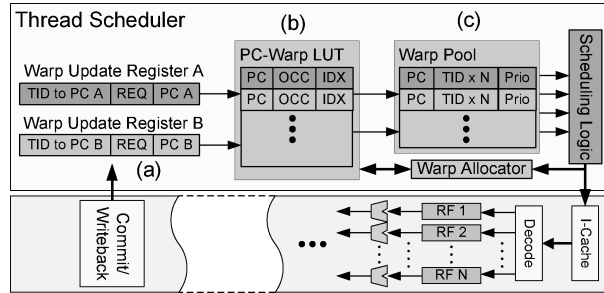 Thread Scheduler
(b)
(c)
PC-Warp LUT
Warp Pool
Warp Update Register A
TID to PC A REQ PC A
Warp Update Register B
TID to PC B REQ PC B
(a)
PC OCC IDX
PC OCC IDX
PC TID x N Prio
PC TID x N Prio
Scheduling Logic
Warp Allocator
Commit/
Writeback
RF 1
RF 2
RF N
Decode
I-Cache